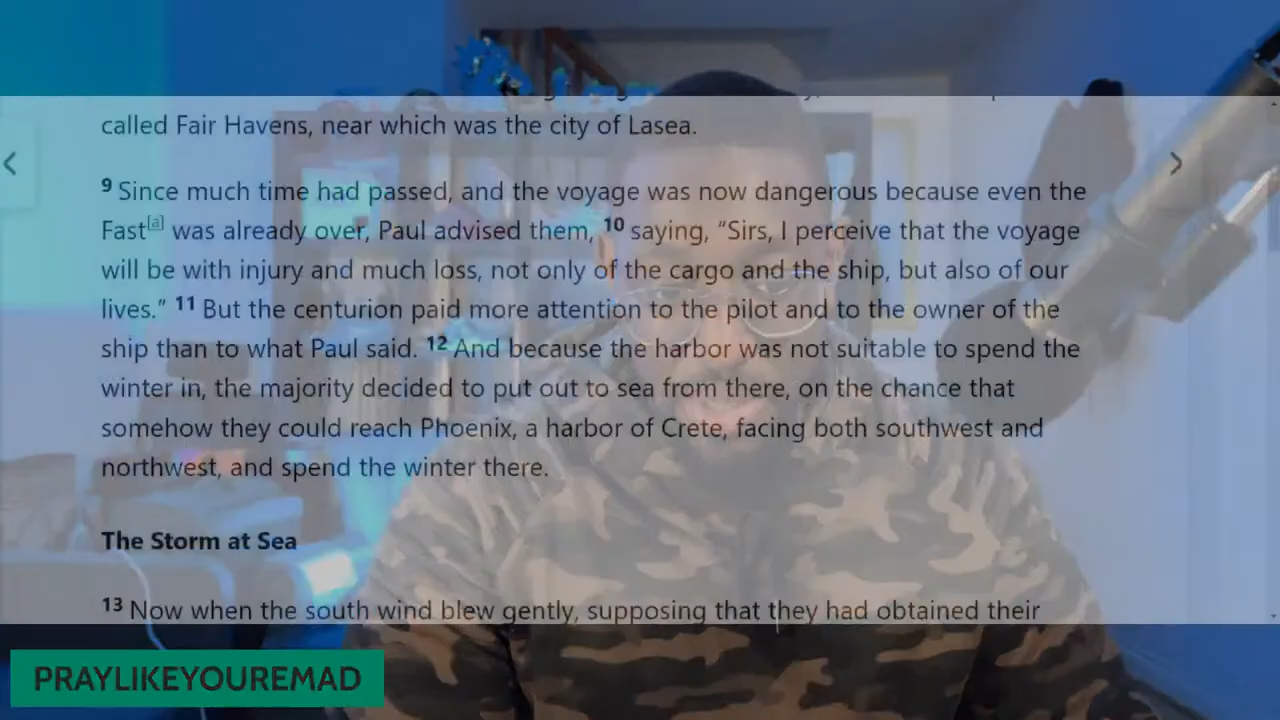 called Fair Havens, near which was the city of Lasea.
9 Since much time had passed, and the voyage was now dangerous because even the
Fast[a] was already over, Paul advised them, 10 saying, “Sirs, I perceive that the voyage
will be with injury and much loss, not only of the cargo and the ship, but also of our
lives.” 11 But the centurion paid more attention to the pilot and to the owner of the
ship than to what Paul said. 12 And because the harbor was not suitable to spend the
winter in, the majority decided to put out to sea from there, on the chance that
somehow they could reach Phoenix, a harbor of Crete, facing both southwest and
northwest, and spend the winter there.
The Storm at Sea
13 Now when the south wind blew gently, supposing that they had obtained their
PRAYLIKEYOUREMAD